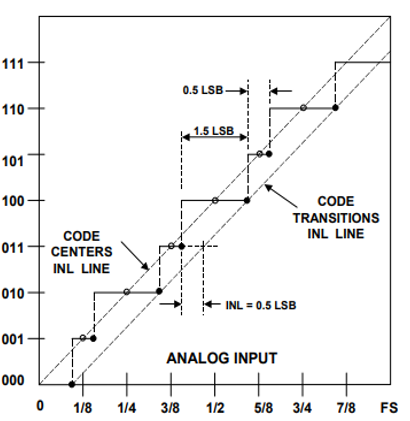 111
0.5 LSB
110
1.5 LSB
101
100
CODE
TRANSITIONS
INL LINE
CODE
CENTERS
INL LINE
011
010
INL = 0.5 LSB
001
ANALOG INPUT
000
0 1/8 1/4 3/8 1/2 5/8 3/4 7/8 FS